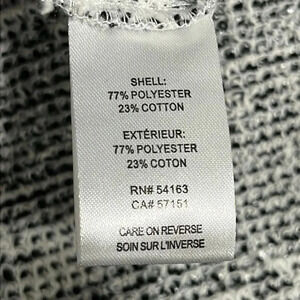 SHELL:
77% POLYESTER
23% COTTON
EXTÉRIEUR:
77% POLYESTER
23% COTON
RN# 54163
CA# 57151
CARE ON REVERSE
SOIN SUR L'INVERSE